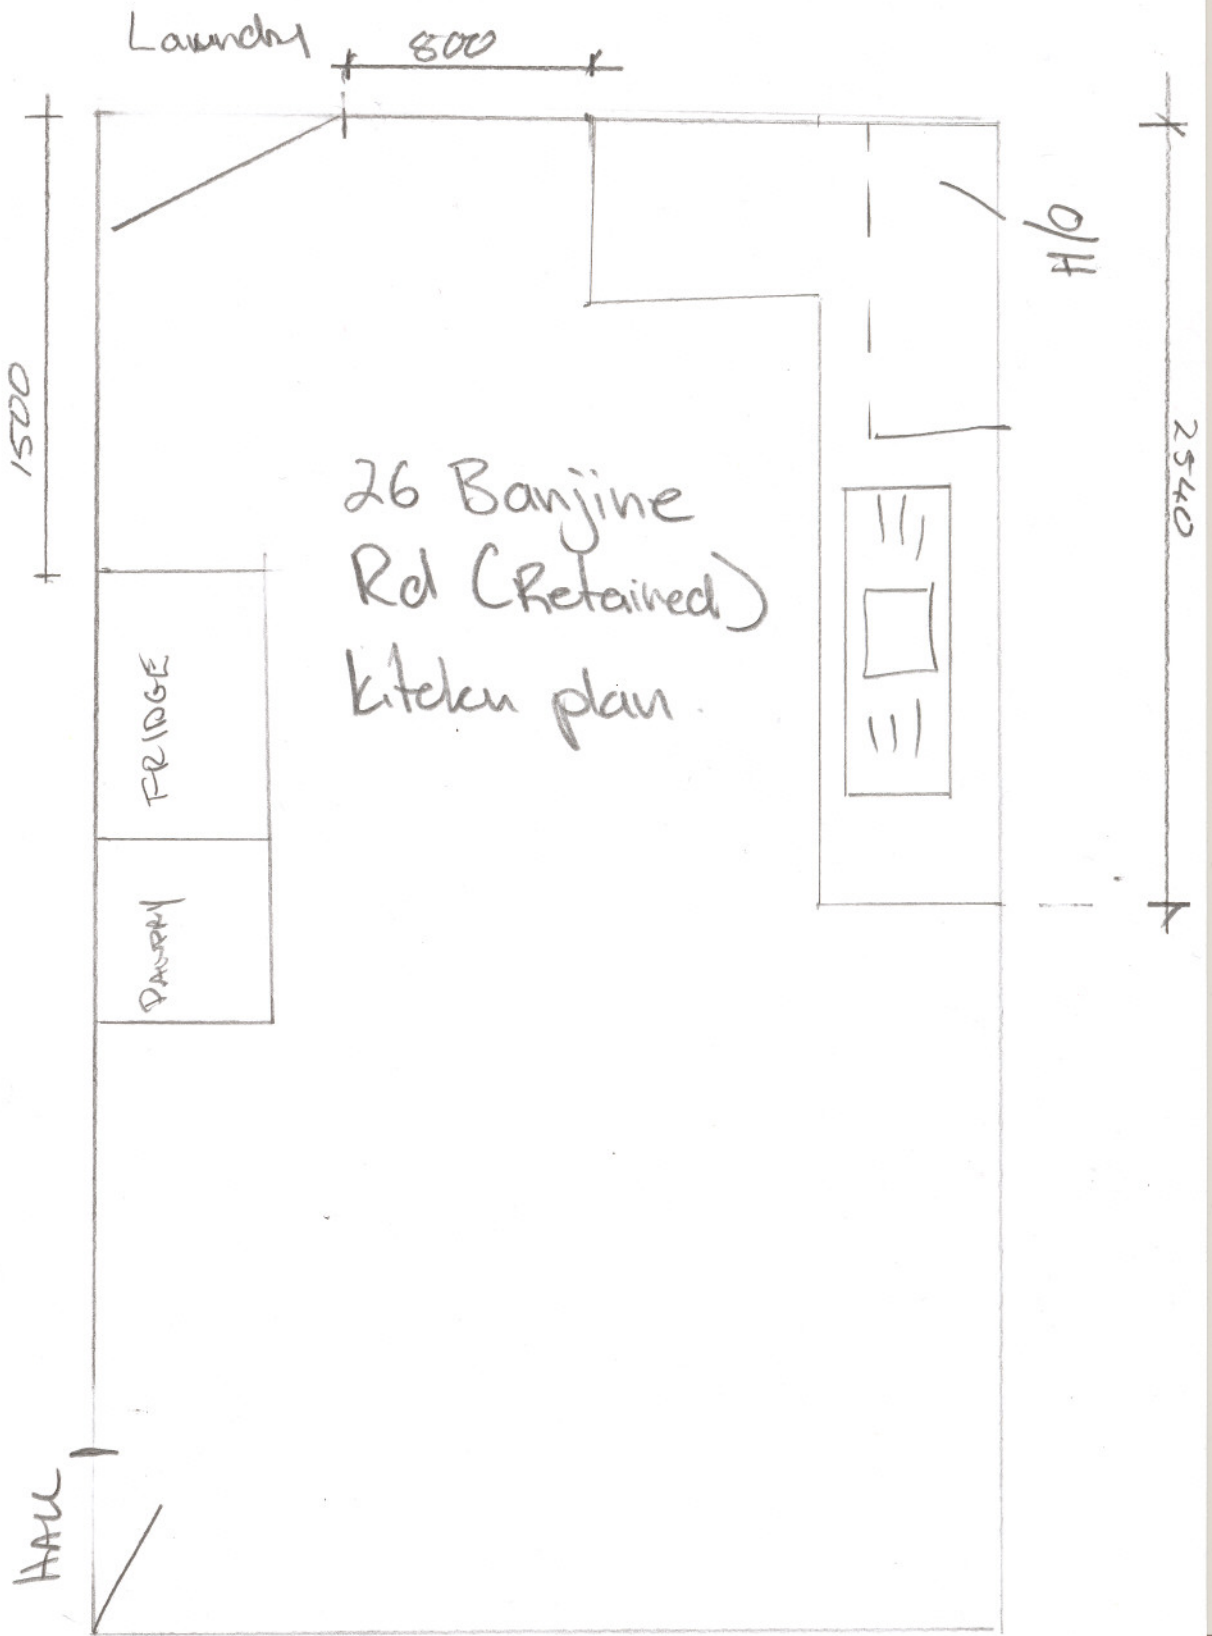 Laundry
800
H/O
1500
2540
26 Banjine
Rd (Retained)
kitchen plan.
FRIDGE
PANTRY
HALL